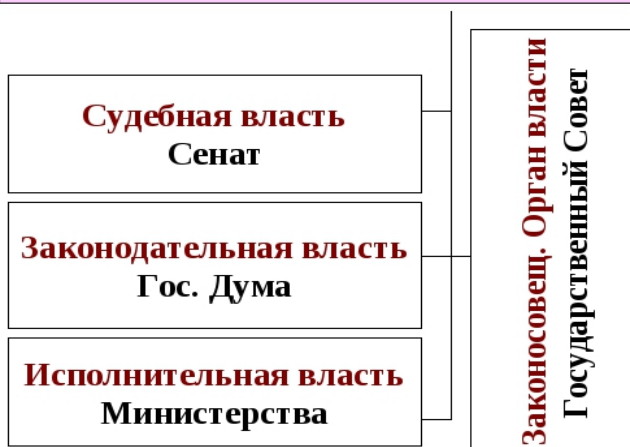 Судебная власть
Сенат
Законодательная власть
Гос. Дума
Исполнительная власть
Министерства
Законосовещ. Орган власти
Государственный Совет